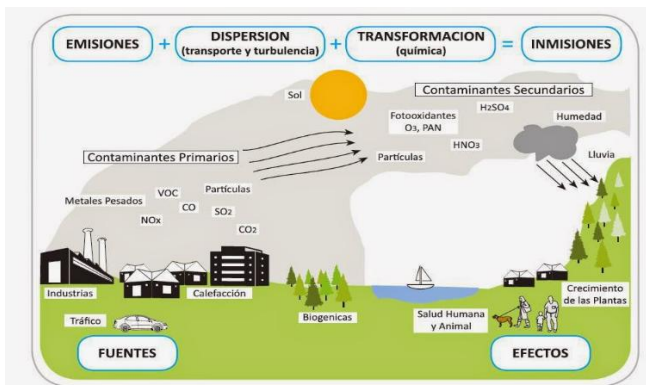 EMISIONES + DISPERSION + TRANSFORMACION = INMISIONES
(transporte y turbulencia)
(química)
Sol
Contaminantes Secundarios
H2SO4
Fotooxidantes
O3, PAN
Humedad
HNO3
Partículas
Lluvia
Contaminantes Primarios
Metales Pesados
VOC
Partículas
NOx
CO
SO2
CO2
Industrias
Calefacción
Biogenicas
Tráfico
Salud Humana
y Animal
Crecimiento
de las Plantas
FUENTES
EFECTOS